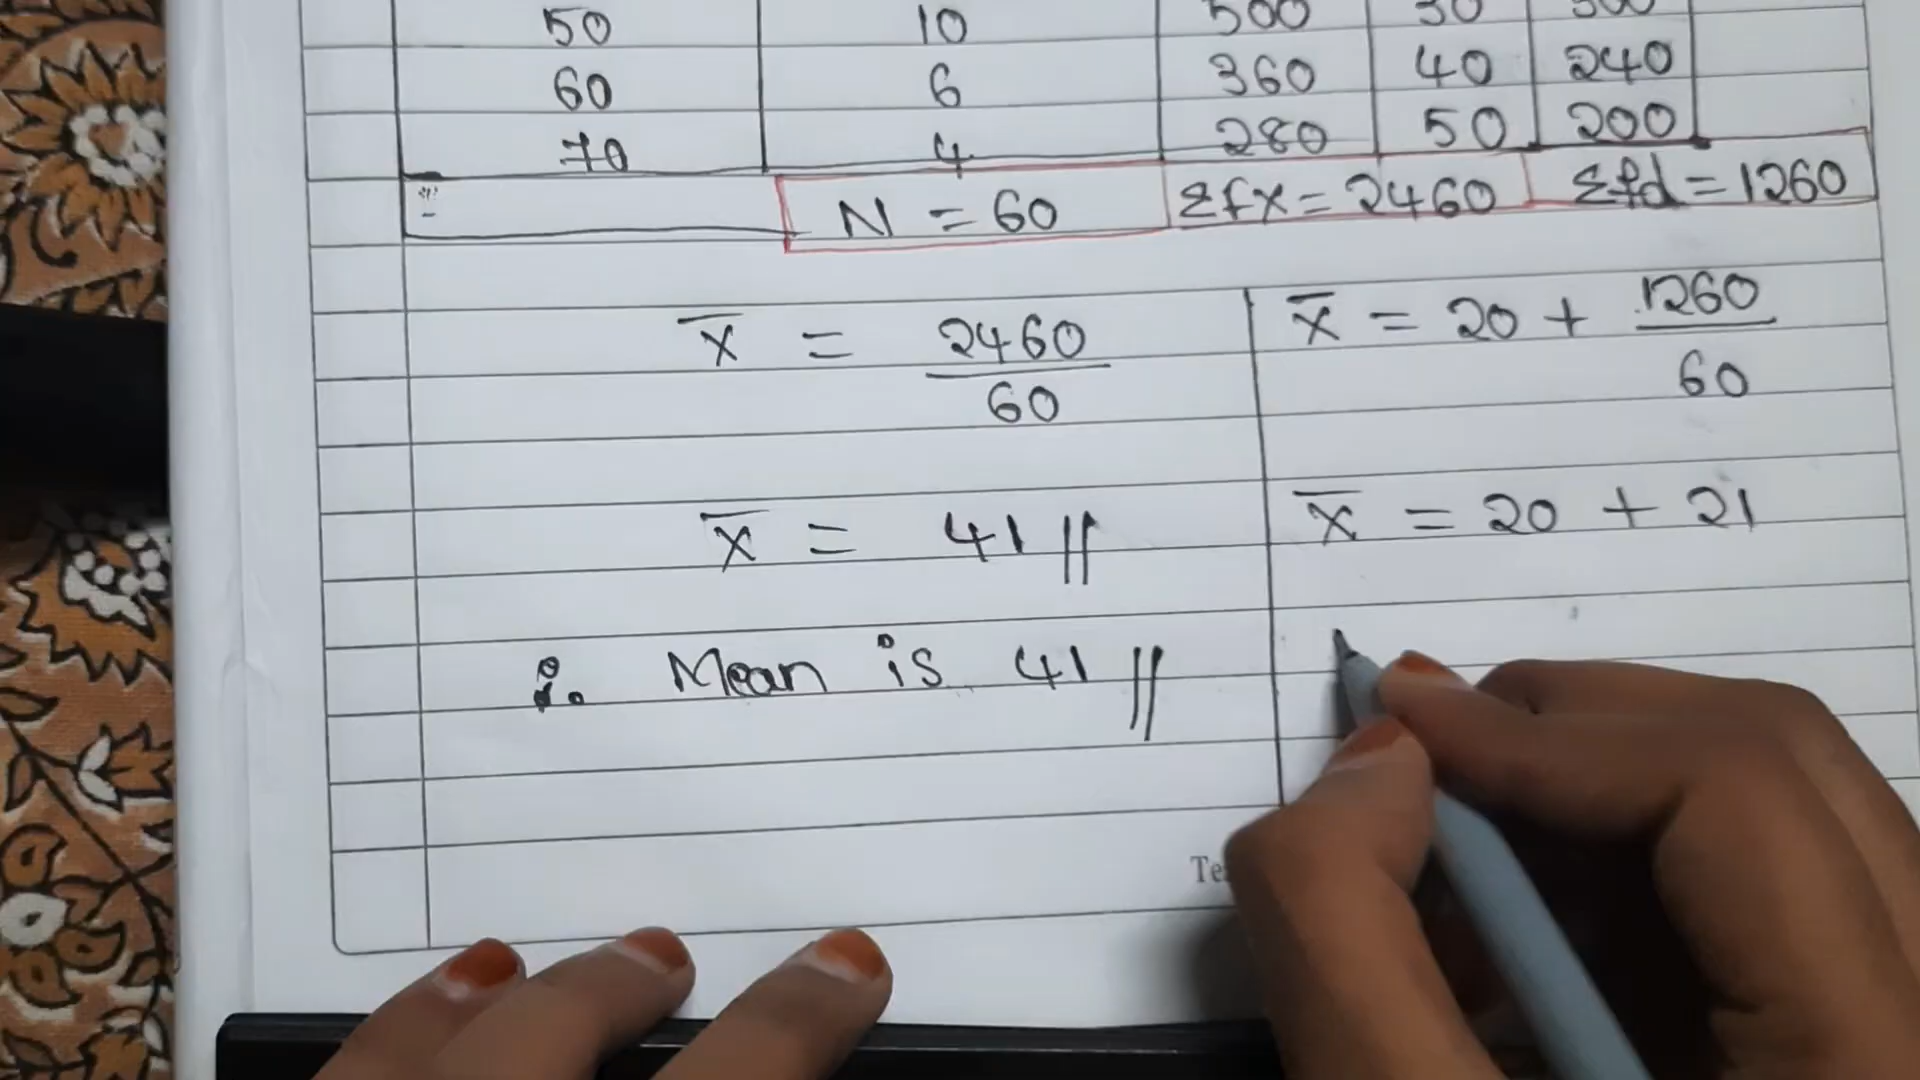 50 10 500 30 300
60 6 360 40 240
70 4 280 50 200
N = 60 Σfx = 2460 Σfd = 1260
x̄ = 2460/60
x̄ = 41 //
∴ Mean is 41 //
x̄ = 20 + 1260/60
x̄ = 20 + 21